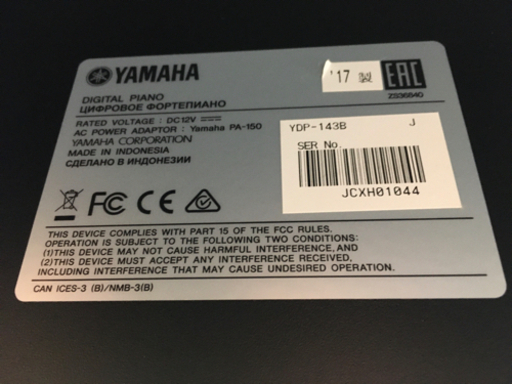 YAMAHA
'17
EAC
ZS36840
DIGITAL PIANO
ЦИФРОВОЕ ФОРТЕПИАНО
RATED VOLTAGE : DC12V
AC POWER ADAPTOR : Yamaha PA-150
YAMAHA CORPORATION
MADE IN INDONESIA
СДЕЛАНО В ИНДОНЕЗИИ
YDP-143B J
SER No.
JCXH01044
FC CE
THIS DEVICE COMPLIES WITH PART 15 OF THE FCC RULES.
OPERATION IS SUBJECT TO THE FOLLOWING TWO CONDITIONS:
(1)THIS DEVICE MAY NOT CAUSE HARMFUL INTERFERENCE, AND
(2)THIS DEVICE MUST ACCEPT ANY INTERFERENCE RECEIVED,
INCLUDING INTERFERENCE THAT MAY CAUSE UNDESIRED OPERATION.
CAN ICES-3 (B)/NMB-3(B)